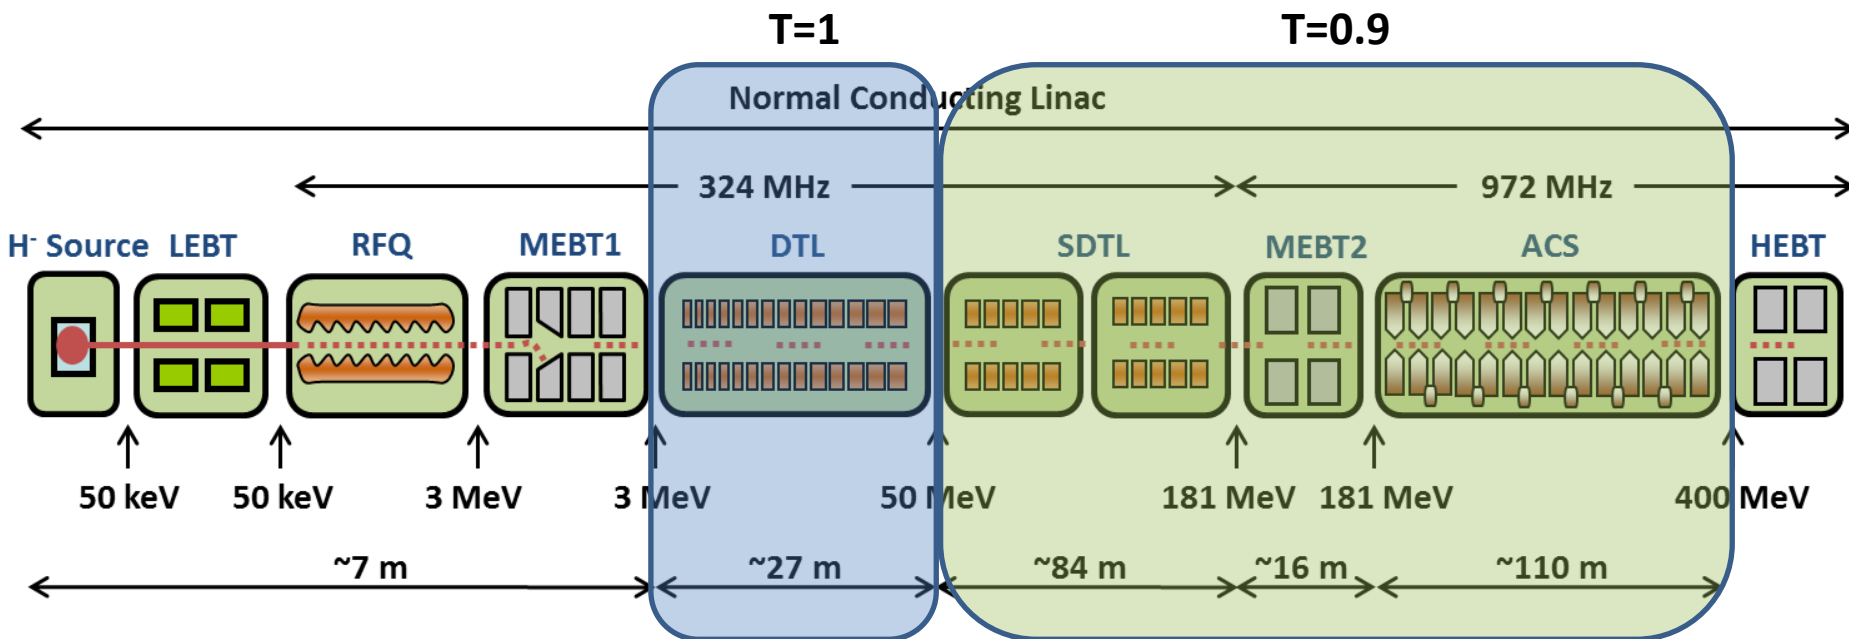 T=1 T=0.9
Normal Conducting Linac
324 MHz 972 MHz
H⁻ Source LEBT RFQ MEBT1 DTL SDTL MEBT2 ACS HEBT
50 keV 50 keV 3 MeV 3 MeV 50 MeV 181 MeV 181 MeV 400 MeV
~7 m ~27 m ~84 m ~16 m ~110 m